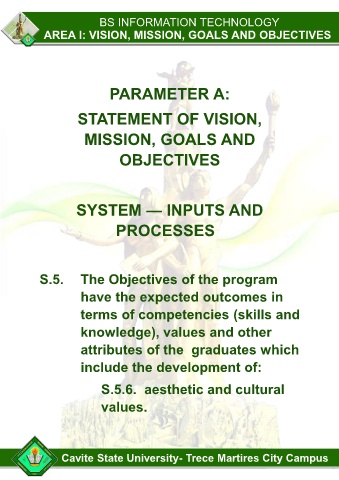 BS INFORMATION TECHNOLOGY
AREA I: VISION, MISSION, GOALS AND OBJECTIVES
PARAMETER A:
STATEMENT OF VISION,
MISSION, GOALS AND
OBJECTIVES
SYSTEM — INPUTS AND
PROCESSES
S.5. The Objectives of the program
have the expected outcomes in
terms of competencies (skills and
knowledge), values and other
attributes of the graduates which
include the development of:
S.5.6. aesthetic and cultural
values.
Cavite State University- Trece Martires City Campus